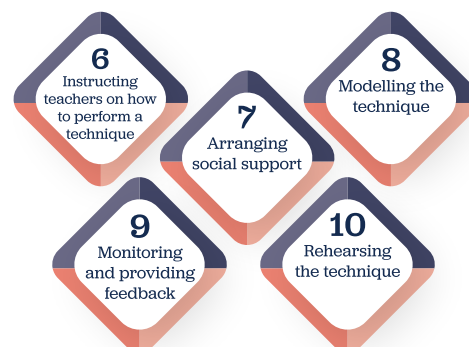 6
Instructing
teachers on how
to perform a
technique
7
Arranging
social support
8
Modelling the
technique
9
Monitoring
and providing
feedback
10
Rehearsing
the technique